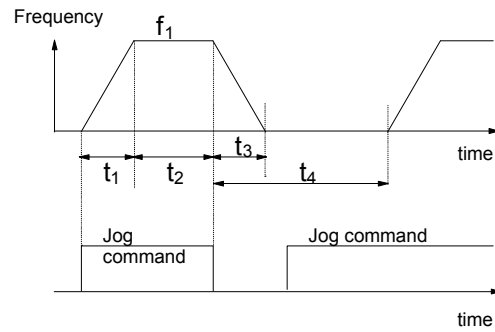 Frequency
f1
t3
time
t1
t2
t4
Jog
command
Jog command
time